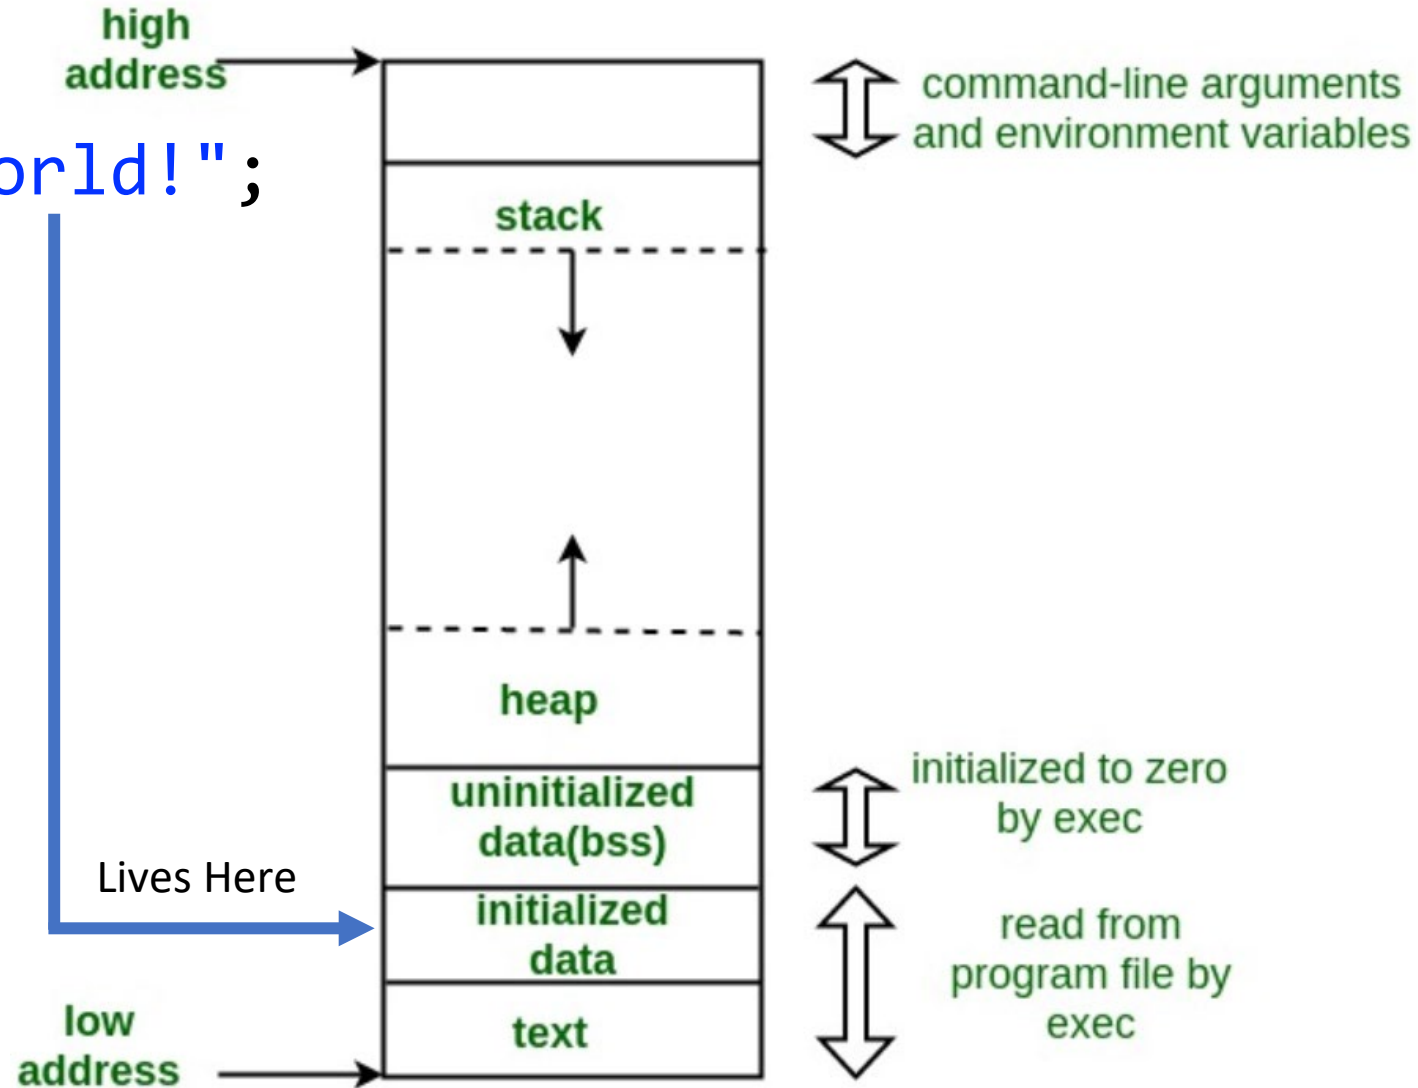 high
address
command-line arguments
and environment variables
orld!";
stack
heap
uninitialized
data(bss)
initialized to zero
by exec
Lives Here
initialized
data
read from
program file by
exec
low
address
text